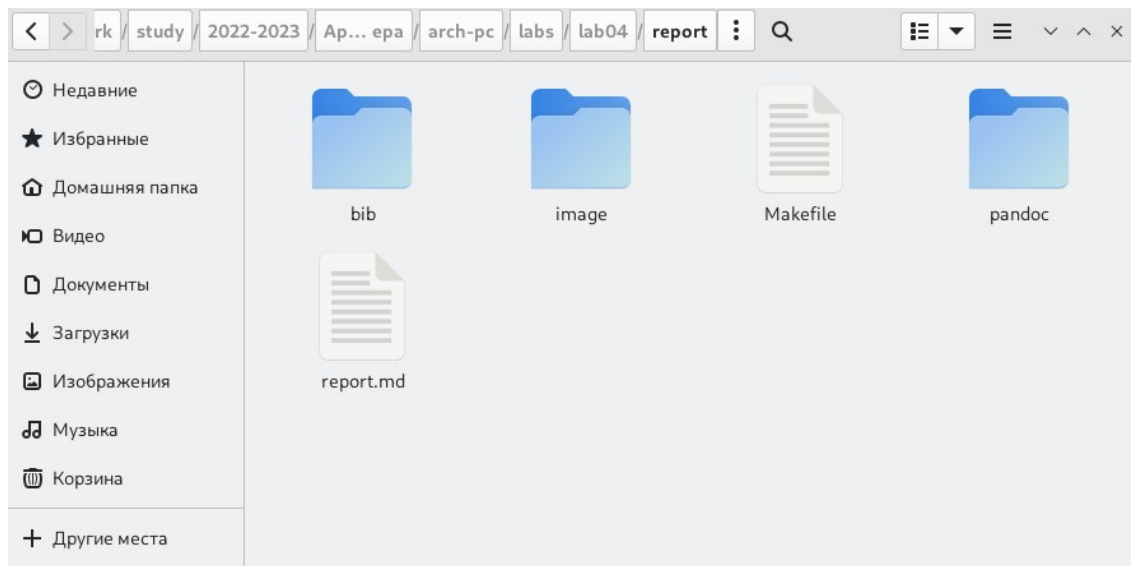 rk / study / 2022-2023 / Ap... ера / arch-pc / labs / lab04 / report
Недавние
Избранные
Домашняя папка
Видео
Документы
Загрузки
Изображения
Музыка
Корзина
Другие места
bib
image
Makefile
pandoc
report.md